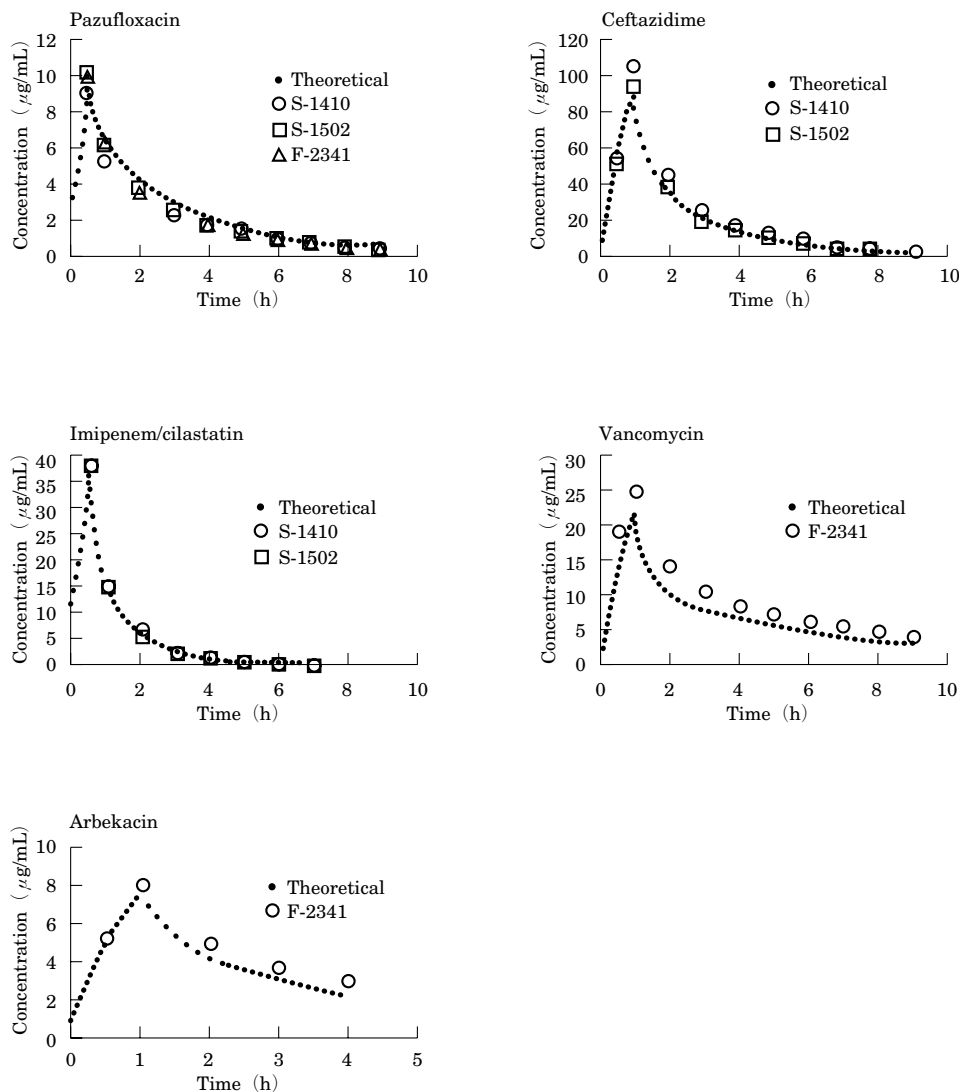 Pazufloxacin
12
10
8
6
4
2
0
Concentration (μg/mL)
Theoretical
S-1410
S-1502
F-2341
0 2 4 6 8 10
Time (h)
Ceftazidime
120
100
80
60
40
20
0
Concentration (μg/mL)
Theoretical
S-1410
S-1502
0 2 4 6 8 10
Time (h)
Imipenem/cilastatin
40
35
30
25
20
15
10
5
0
Concentration (μg/mL)
Theoretical
S-1410
S-1502
0 2 4 6 8 10
Time (h)
Vancomycin
30
25
20
15
10
5
0
Concentration (μg/mL)
Theoretical
F-2341
0 2 4 6 8 10
Time (h)
Arbekacin
10
8
6
4
2
0
Concentration (μg/mL)
Theoretical
F-2341
0 1 2 3 4 5
Time (h)